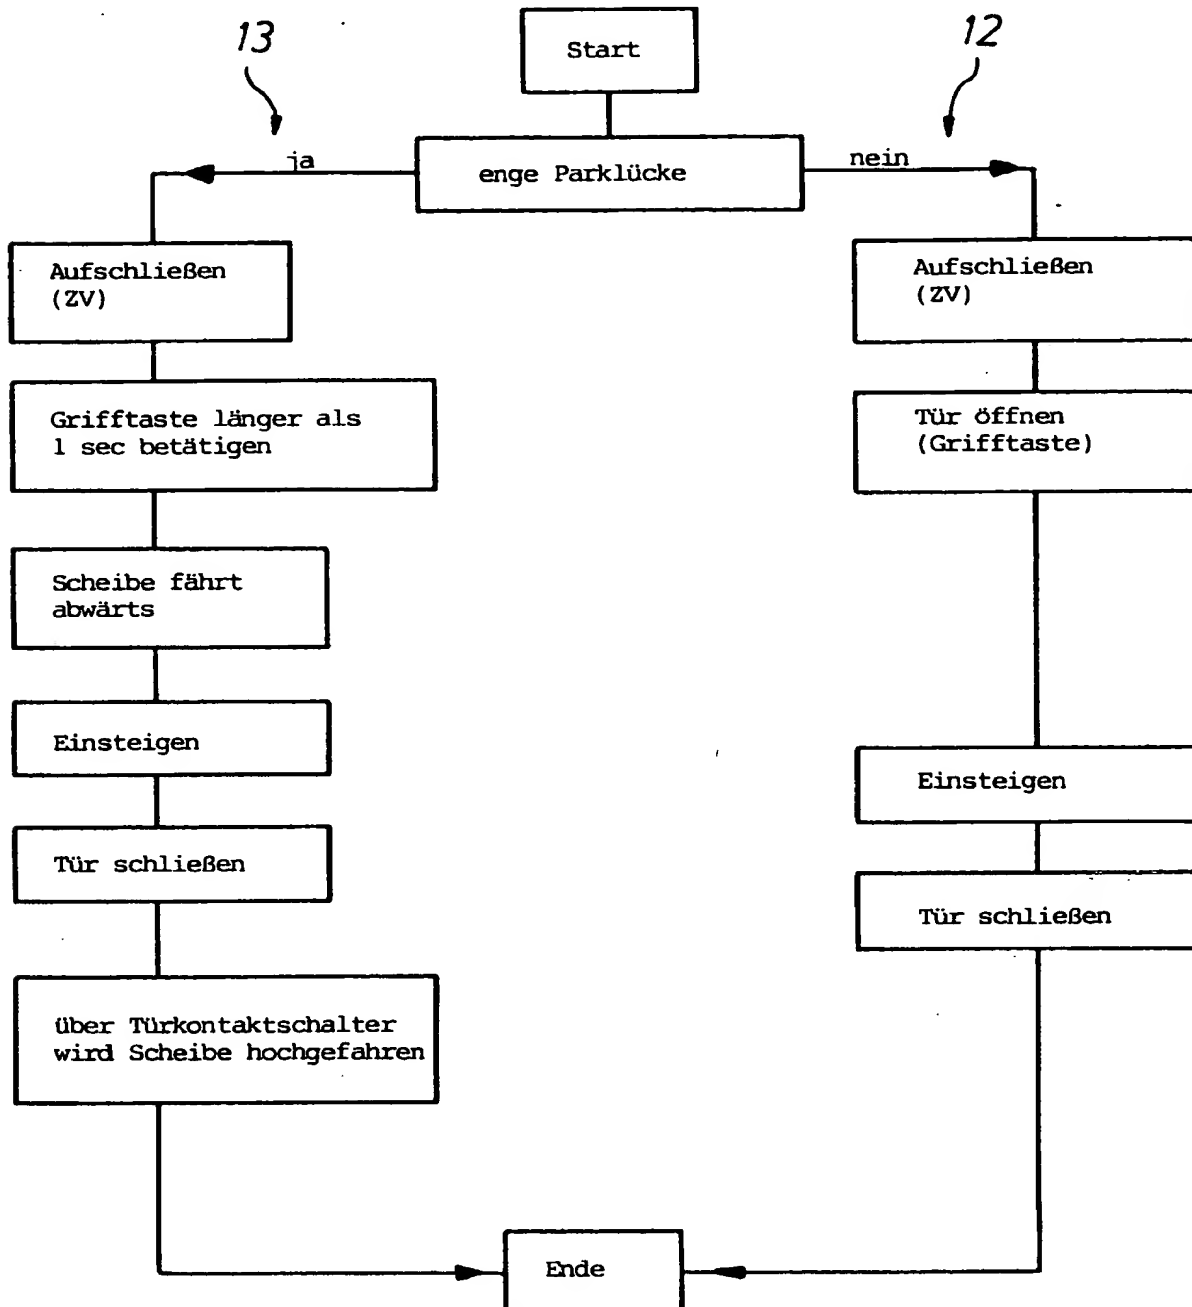 13
Start
12
ja
enge Parklücke
nein
Aufschließen
(ZV)
Grifftaste länger als
1 sec betätigen
Scheibe fährt
abwärts
Einsteigen
Tür schließen
über Türkontaktschalter
wird Scheibe hochgefahren
Aufschließen
(ZV)
Tür öffnen
(Grifftaste)
Einsteigen
Tür schließen
Ende